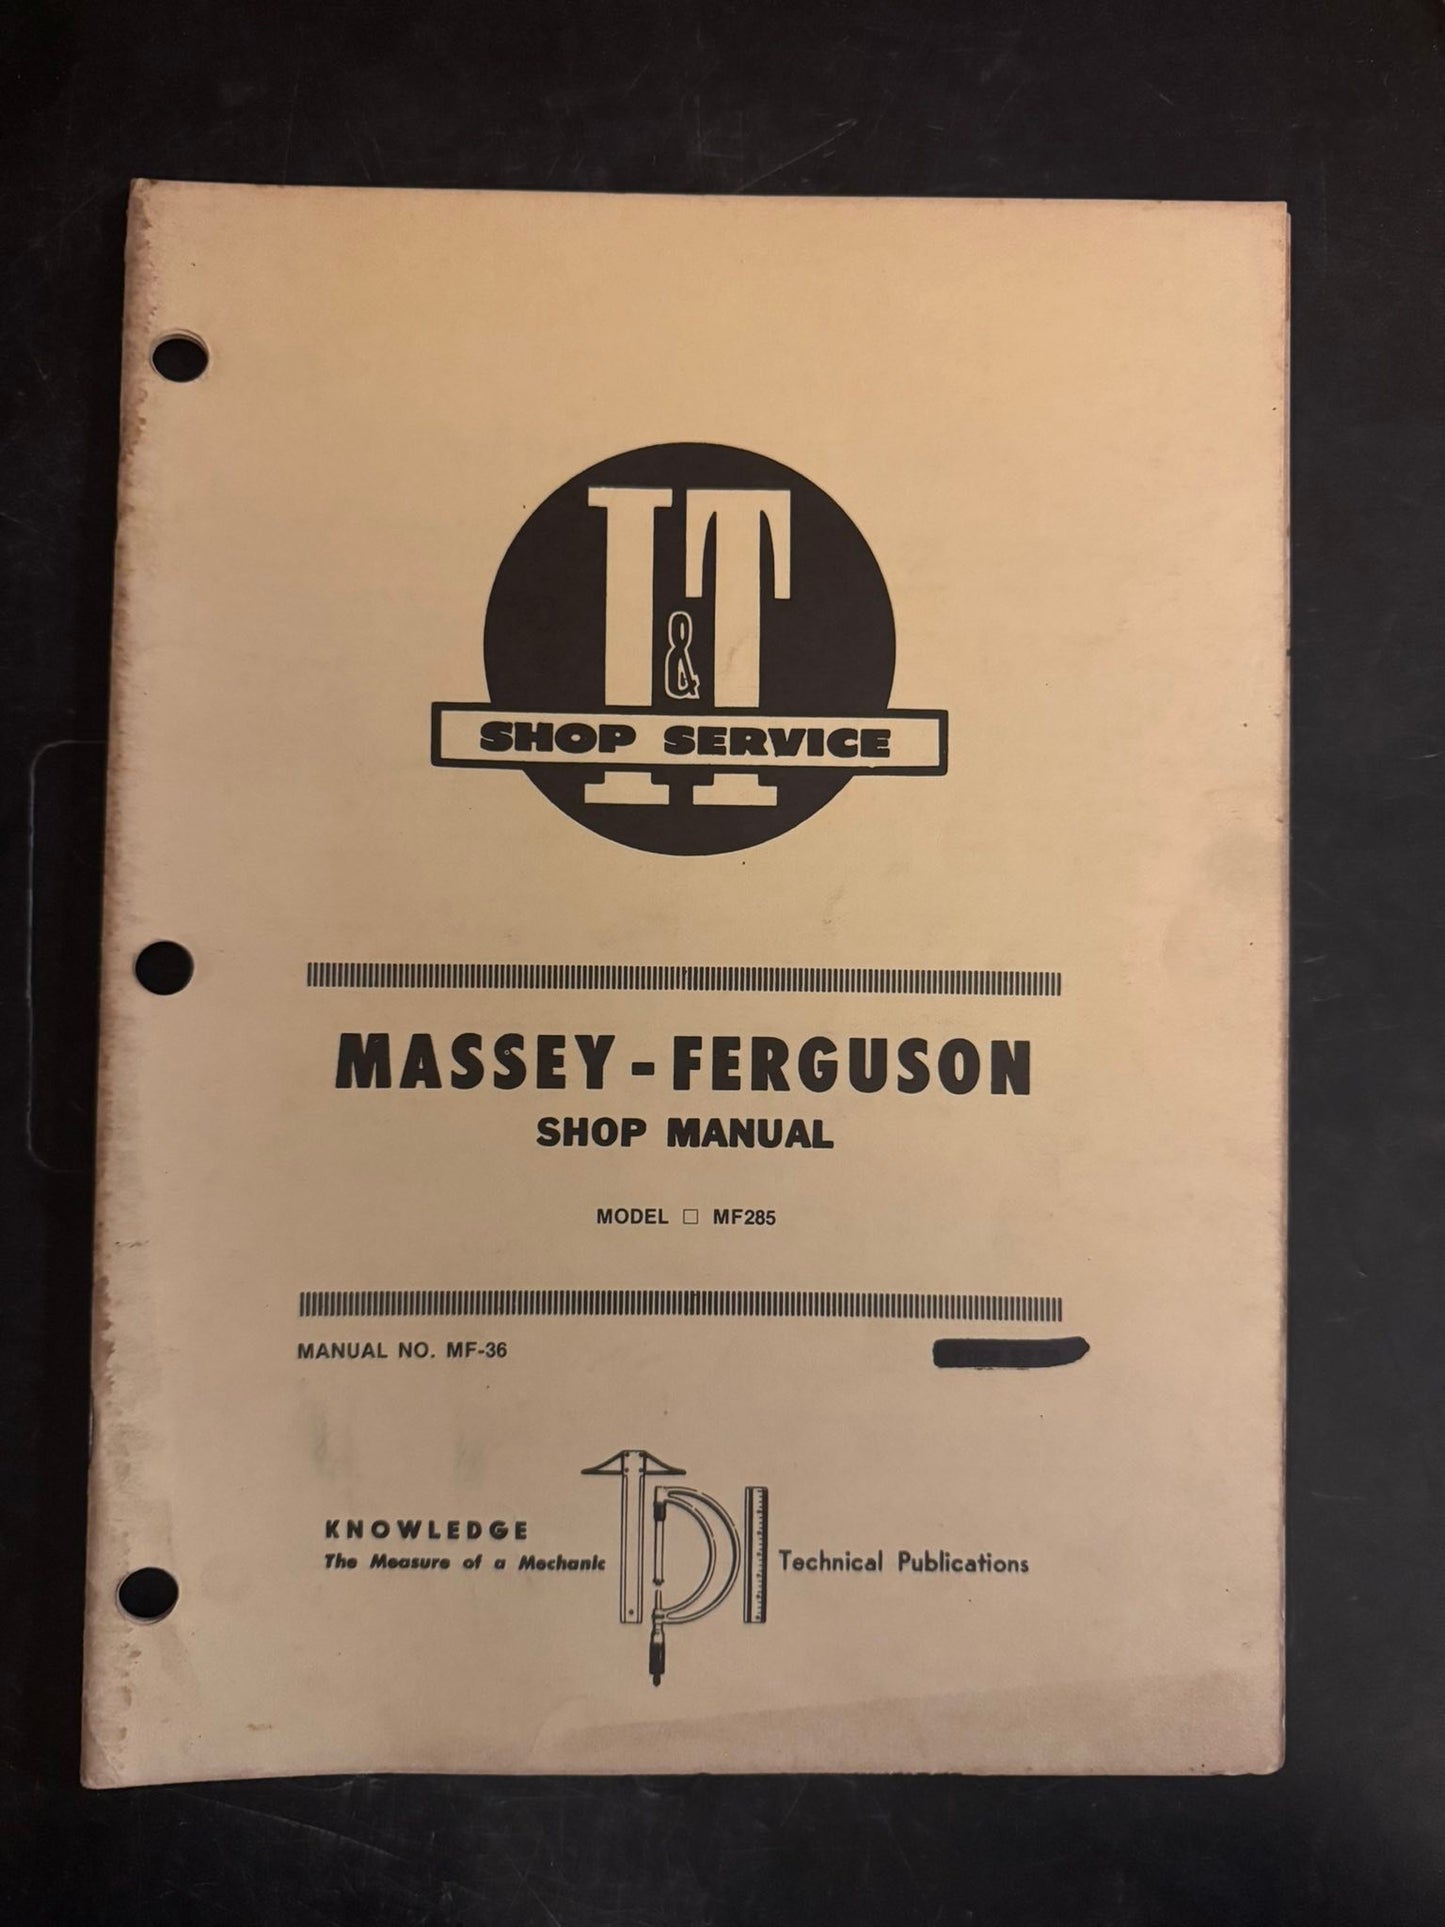 I&T
SHOP SERVICE
MASSEY-FERGUSON
SHOP MANUAL
MODEL □ MF285
MANUAL NO. MF-36
KNOWLEDGE
The Measure of a Mechanic
TPI
Technical Publications